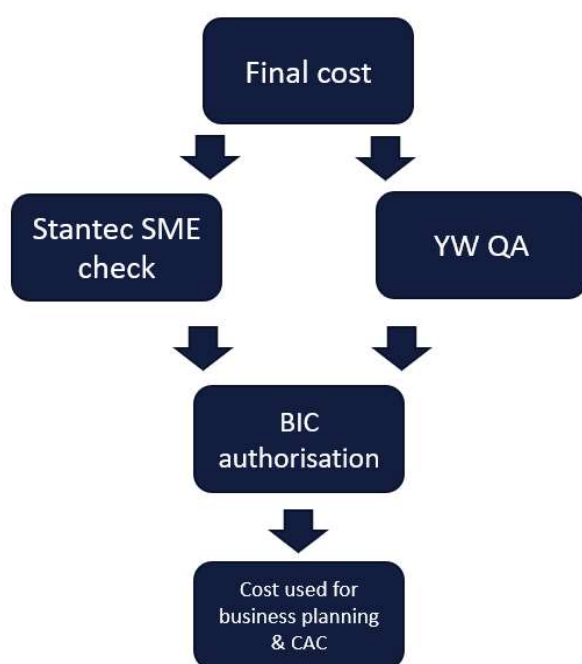 Final cost
Stantec SME
check
YW QA
BIC
authorisation
Cost used for
business planning
& CAC